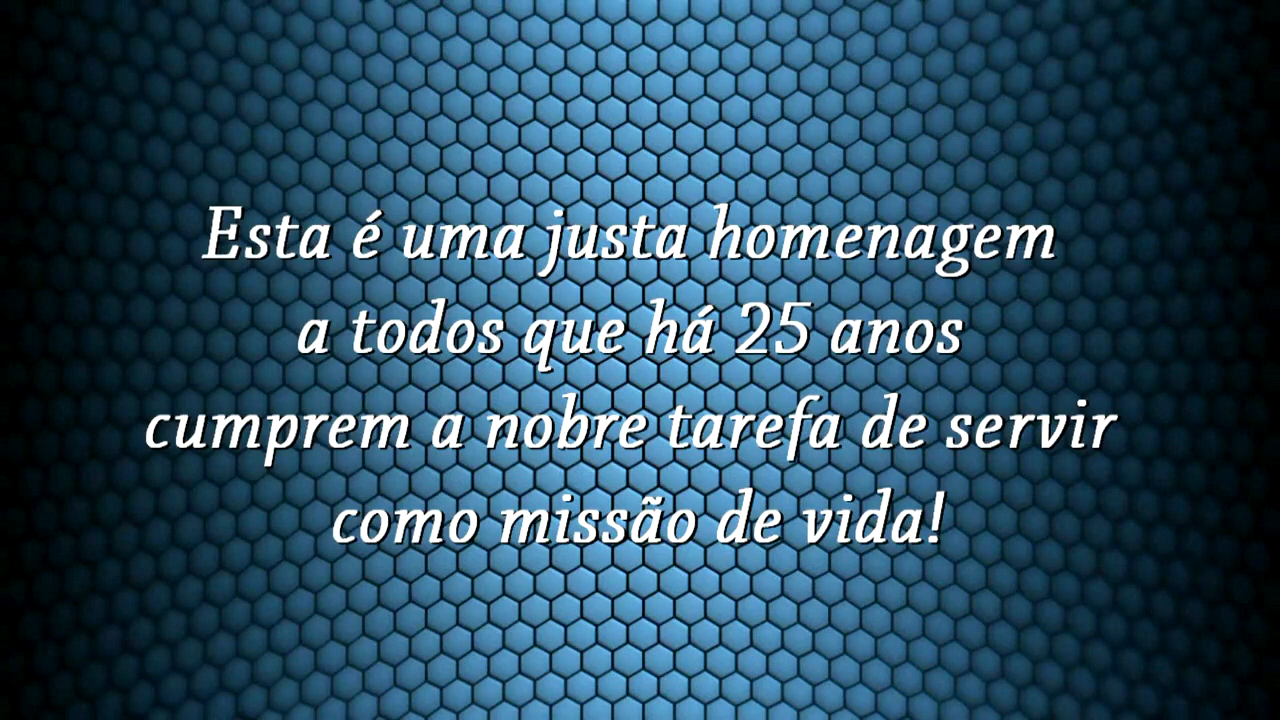 Esta é uma justa homenagem
a todos que há 25 anos
cumprem a nobre tarefa de servir
como missão de vida!